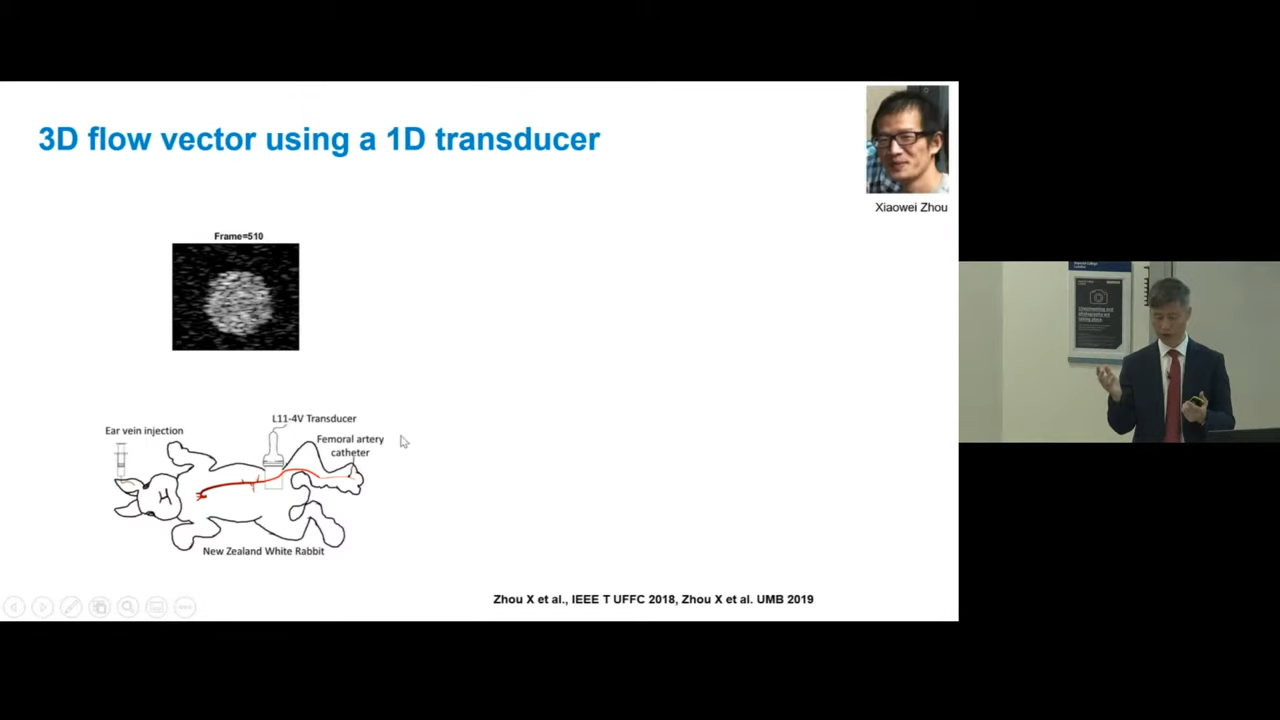 3D flow vector using a 1D transducer
Xiaowei Zhou
Frame=510
L11-4V Transducer
Ear vein injection
Femoral artery
catheter
New Zealand White Rabbit
Zhou X et al., IEEE T UFFC 2018, Zhou X et al. UMB 2019